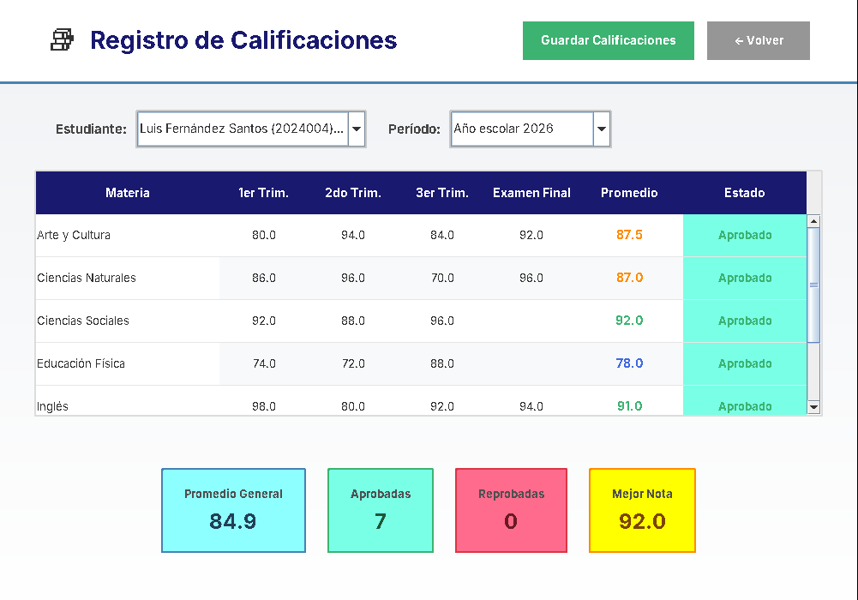 Registro de Calificaciones
Guardar Calificaciones
← Volver
Estudiante: Luis Fernández Santos (2024004)... Período: Año escolar 2026
Materia 1er Trim. 2do Trim. 3er Trim. Examen Final Promedio Estado
Arte y Cultura 80.0 94.0 84.0 92.0 87.5 Aprobado
Ciencias Naturales 86.0 96.0 70.0 96.0 87.0 Aprobado
Ciencias Sociales 92.0 88.0 96.0 92.0 Aprobado
Educación Física 74.0 72.0 88.0 78.0 Aprobado
Inglés 98.0 80.0 92.0 94.0 91.0 Aprobado
Promedio General
84.9
Aprobadas
7
Reprobadas
0
Mejor Nota
92.0